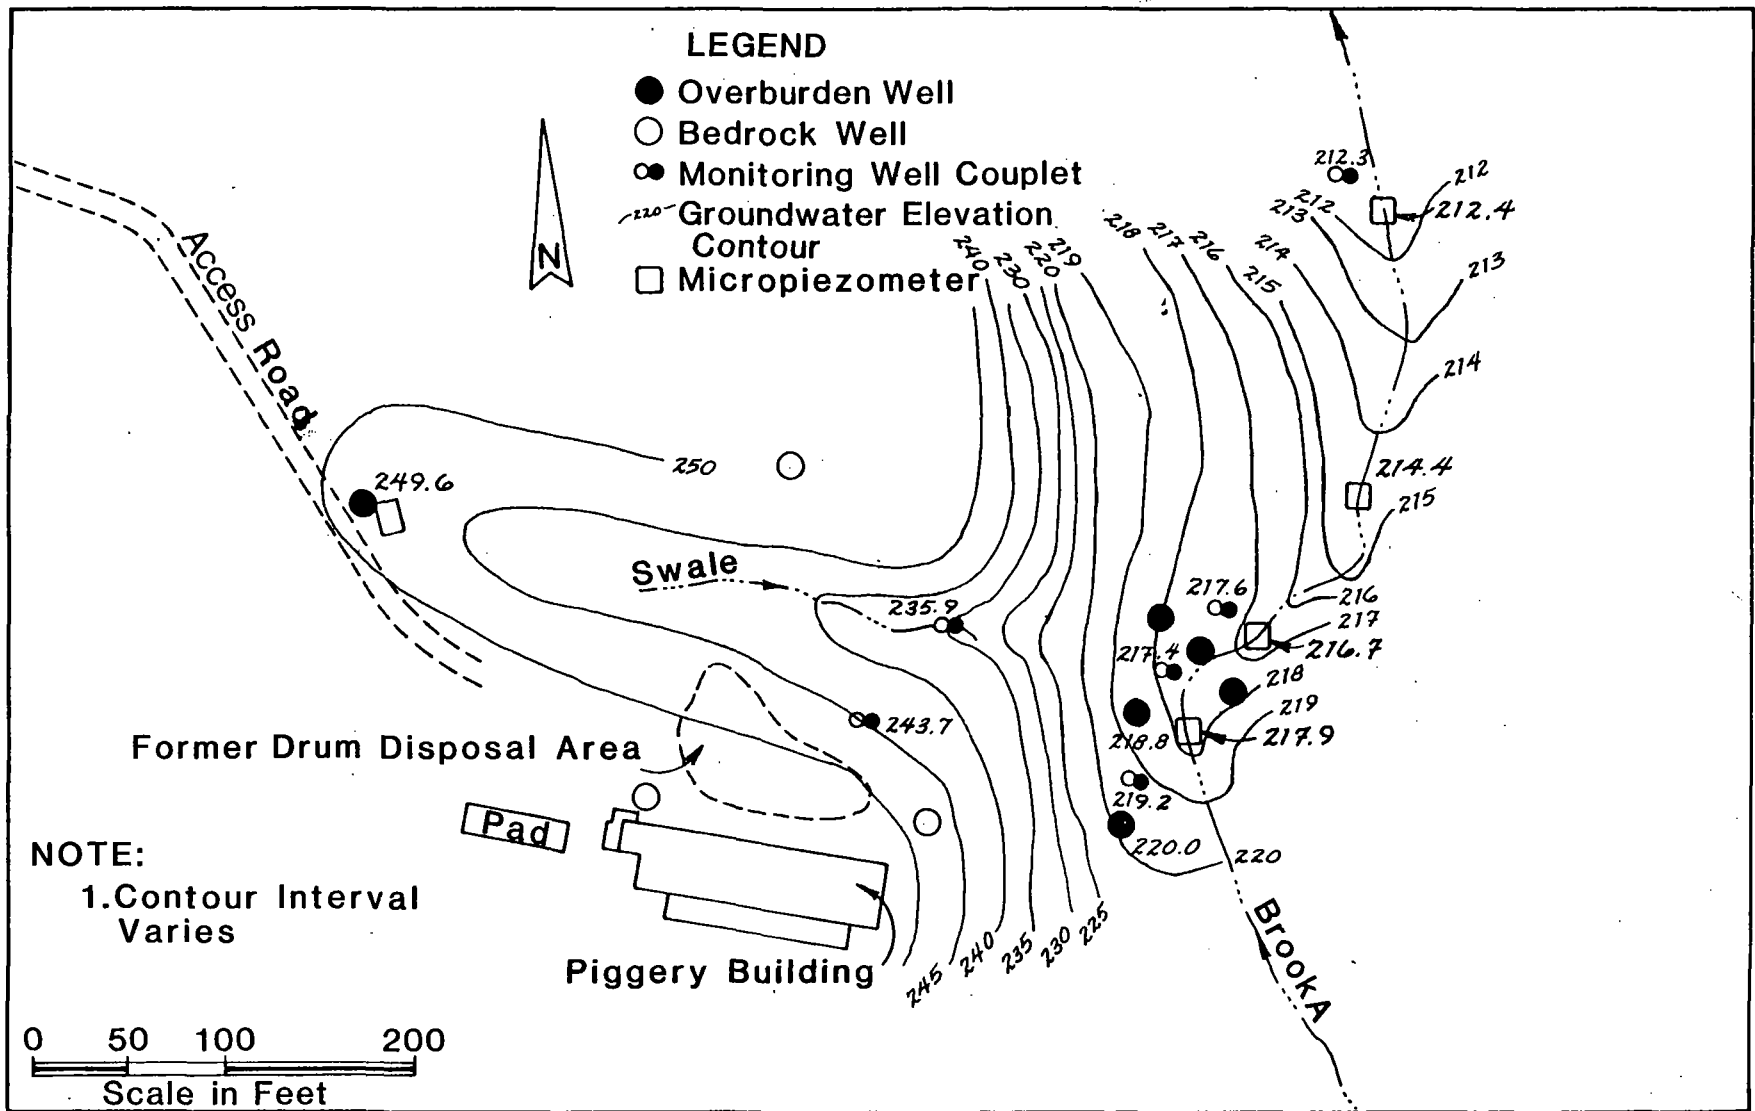 LEGEND
Overburden Well
Bedrock Well
Monitoring Well Couplet
220 Groundwater Elevation
Contour
Micropiezometer
N
Access Road
240
230
220
219
218
217
216
215
214
213
212
212.3
212
212.4
213
214
214.4
215
249.6
250
Swale
235.9
217.6
216
217
216.7
217.4
218
219
217.9
218.8
243.7
219.2
220.0
220
Former Drum Disposal Area
Pad
Piggery Building
245
240
235
230
225
Brook A
NOTE:
1.Contour Interval
Varies
0 50 100 200
Scale in Feet